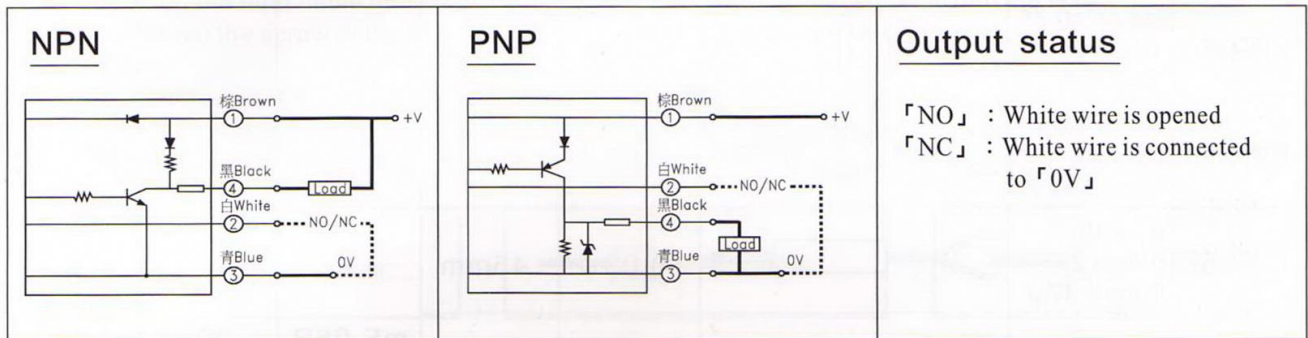 NPN
棕Brown
①
+V
黑Black
④
Load
白White
②
NO/NC
青Blue
③
0V
PNP
棕Brown
①
+V
白White
②
NO/NC
黑Black
④
Load
青Blue
③
0V
Output status
「NO」：White wire is opened
「NC」：White wire is connected
to「0V」